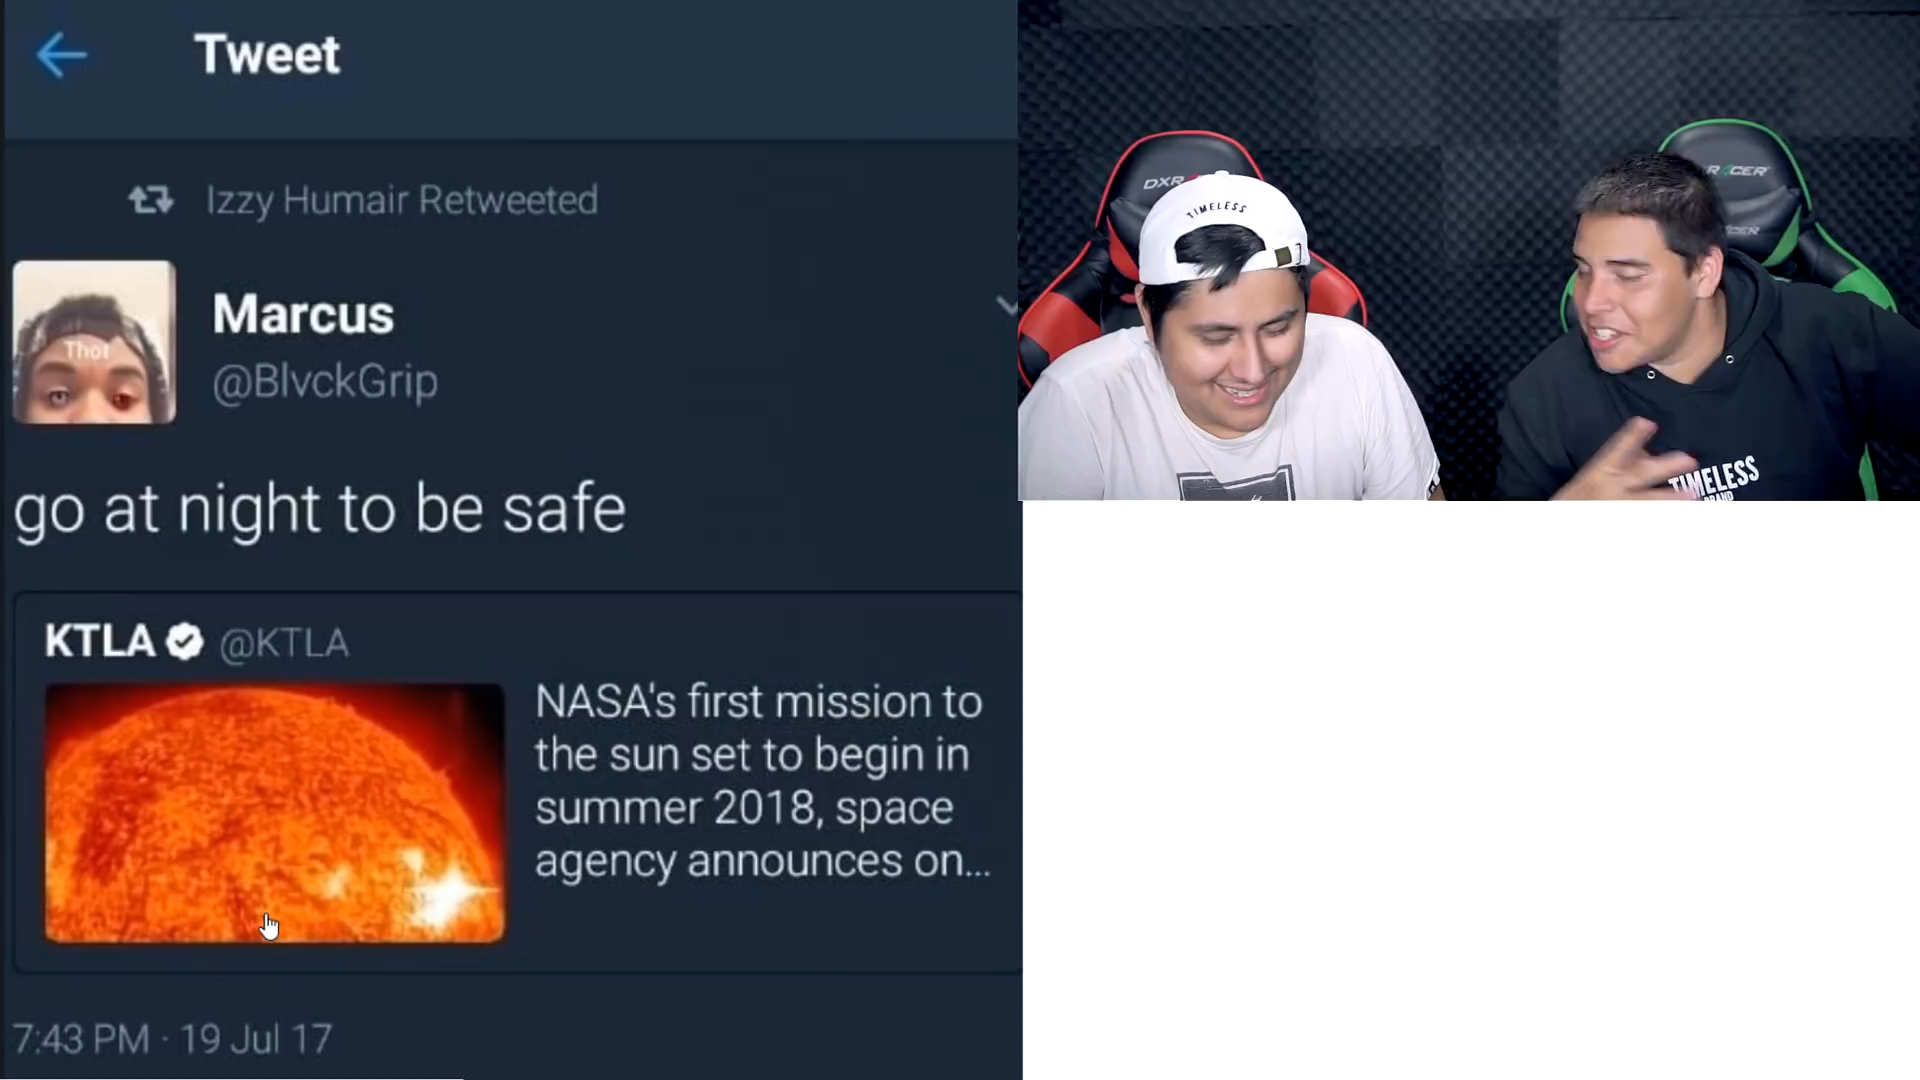 Tweet
Izzy Humair Retweeted
Thot
Marcus
@BlvckGrip
go at night to be safe
KTLA @KTLA
NASA's first mission to
the sun set to begin in
summer 2018, space
agency announces on...
7:43 PM · 19 Jul 17
DXR
TIMELESS
RACER
TIMELESS
BRAND